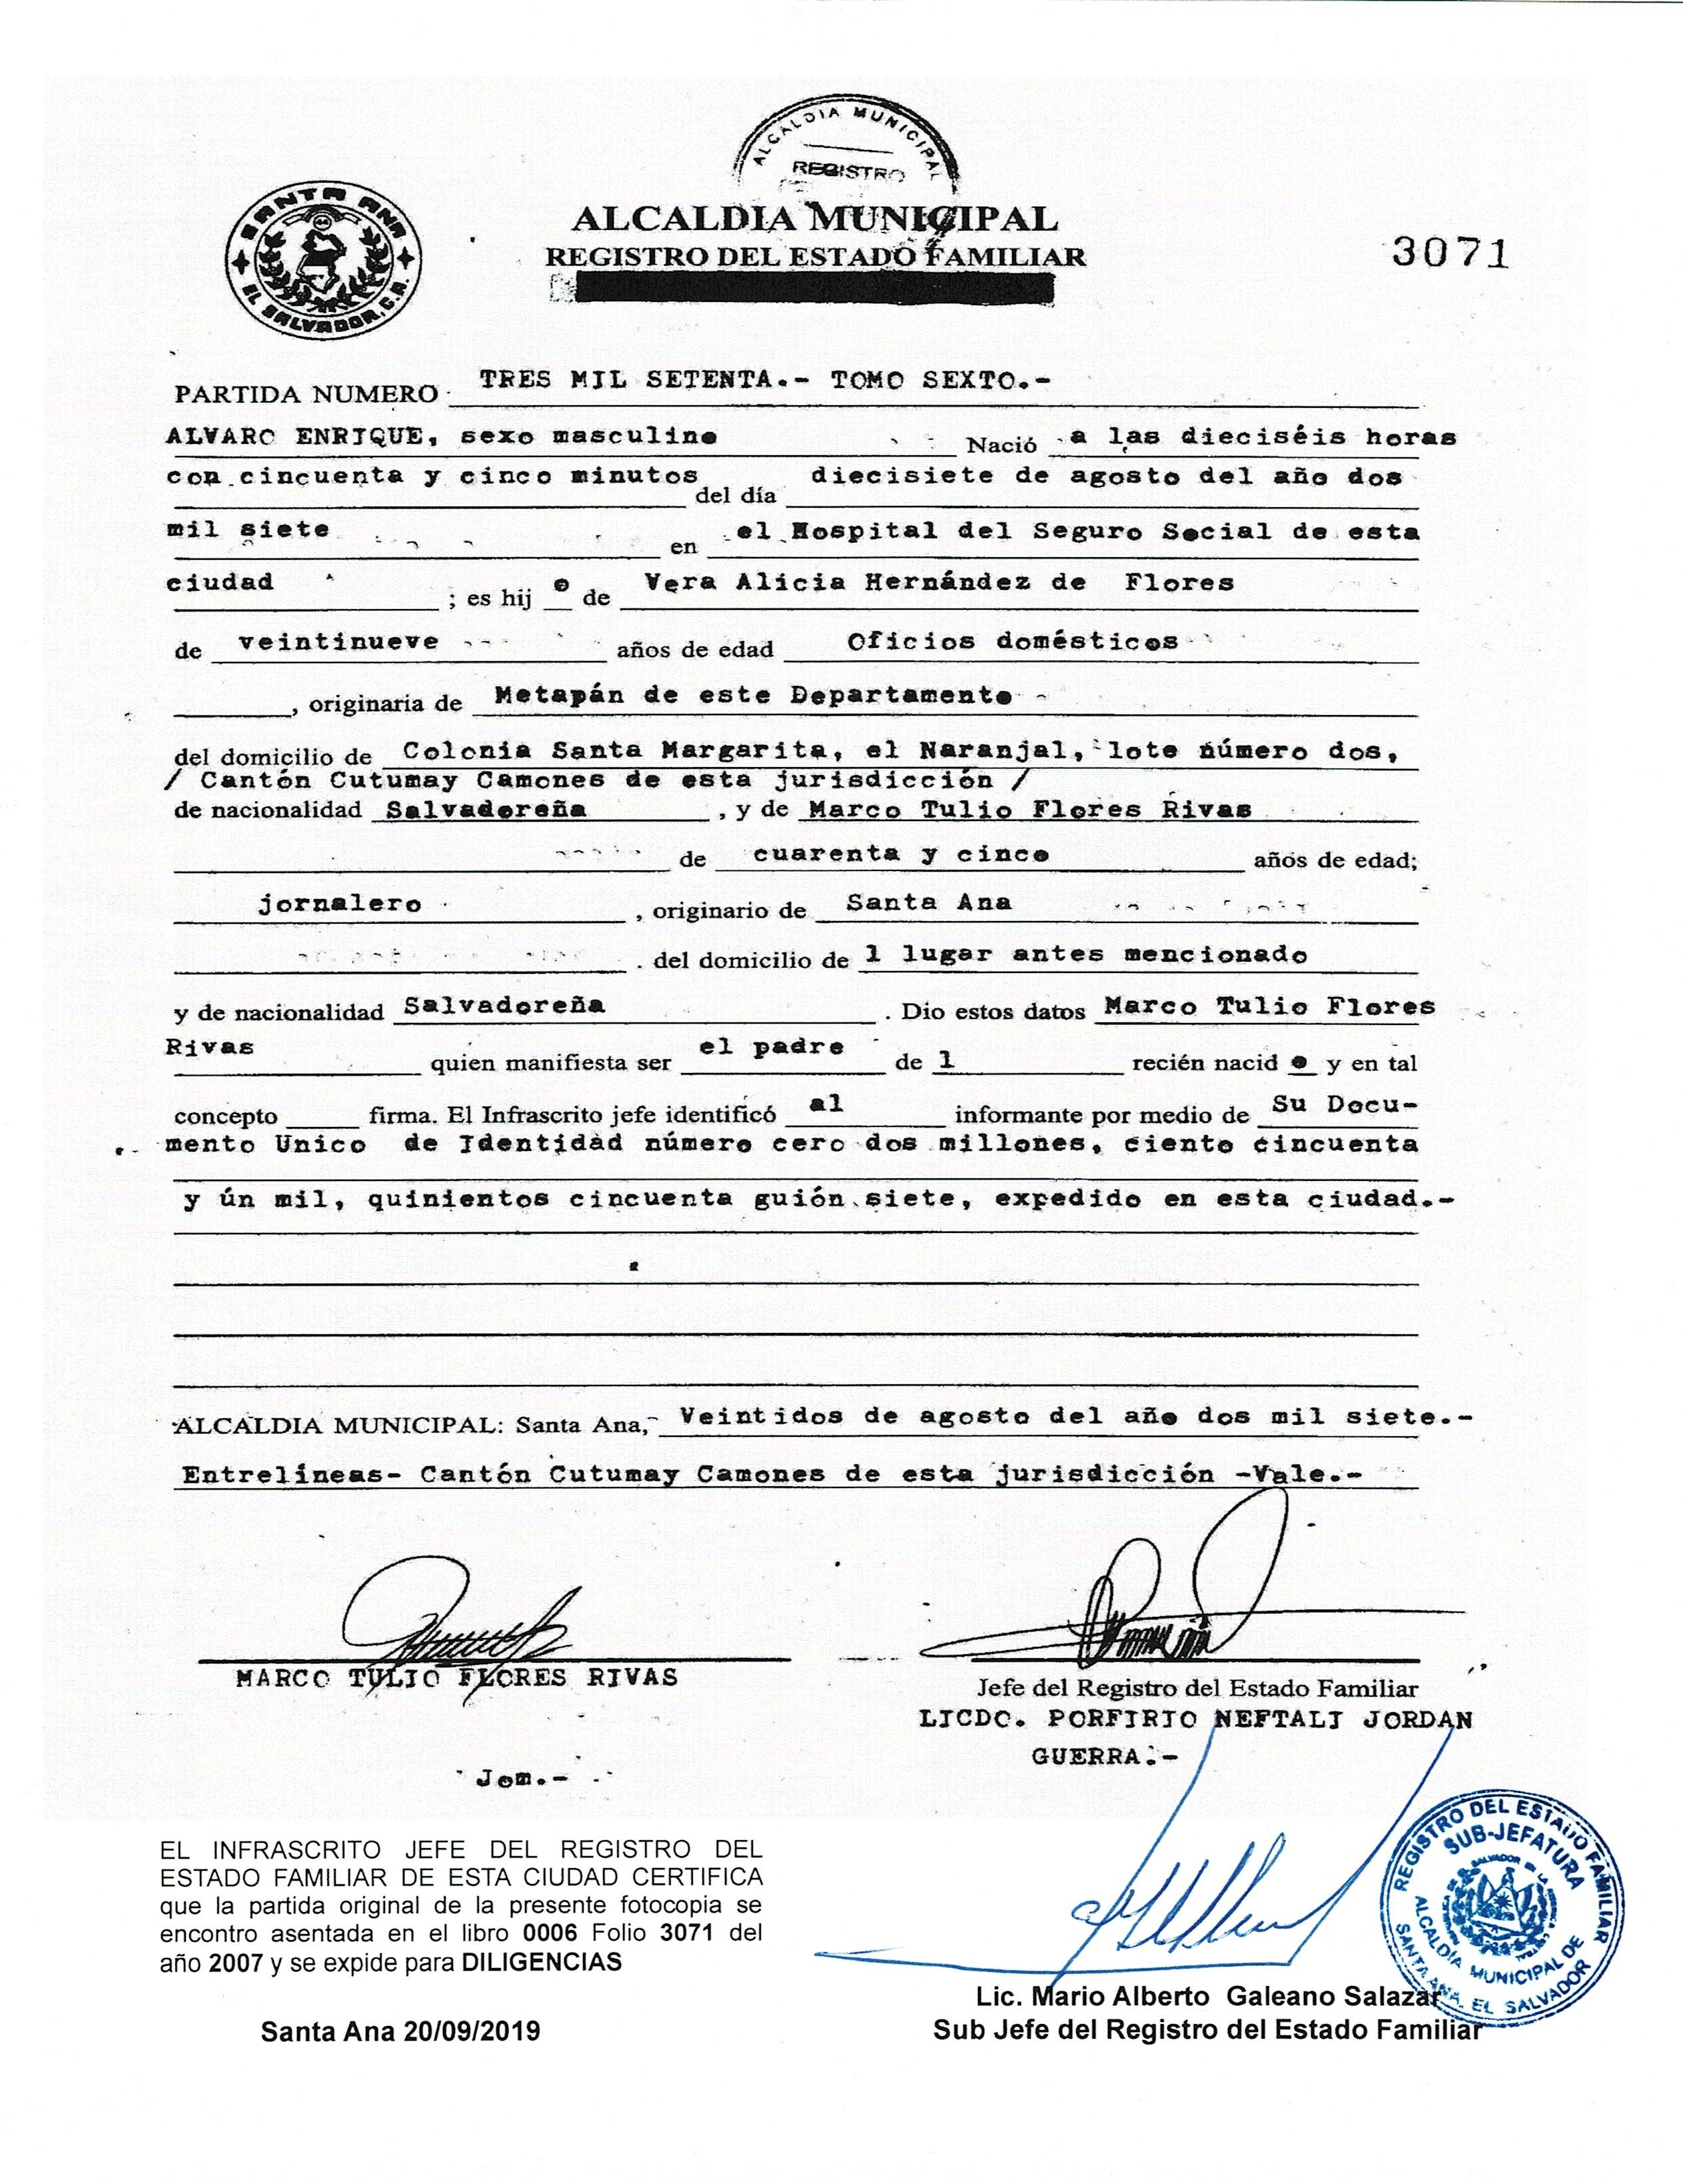 ALCALDIA MUNICIPAL
REGISTRO
SANTA ANA
EL SALVADOR, C.A.
ALCALDIA MUNICIPAL
REGISTRO DEL ESTADO FAMILIAR
3071
PARTIDA NUMERO TRES MIL SETENTA.- TOMO SEXTO.-
ALVARO ENRIQUE, sexo masculino Nació a las dieciséis horas
con cincuenta y cinco minutos del día diecisiete de agosto del año dos
mil siete en el Hospital del Seguro Social de esta
ciudad ; es hij o de Vera Alicia Hernández de Flores
de veintinueve años de edad Oficios domésticos
, originaria de Metapán de este Departamento
del domicilio de Colonia Santa Margarita, el Naranjal, lote número dos,
/ Cantón Cutumay Camones de esta jurisdicción /
de nacionalidad Salvadoreña , y de Marco Tulio Flores Rivas
de cuarenta y cinco años de edad;
jornalero , originario de Santa Ana
. del domicilio de l lugar antes mencionado
y de nacionalidad Salvadoreña . Dio estos datos Marco Tulio Flores
Rivas quien manifiesta ser el padre de l recién nacid o y en tal
concepto firma. El Infrascrito jefe identificó al informante por medio de Su Docu-
mento Unico de Identidad número cero dos millones, ciento cincuenta
y ún mil, quinientos cincuenta guión siete, expedido en esta ciudad.-
ALCALDIA MUNICIPAL: Santa Ana, Veintidos de agosto del año dos mil siete.-
Entrelíneas- Cantón Cutumay Camones de esta jurisdicción -Vale.-
MARCO TULIO FLORES RIVAS
Jefe del Registro del Estado Familiar
LICDO. PORFIRIO NEFTALI JORDAN
GUERRA.-
Jem.-
EL INFRASCRITO JEFE DEL REGISTRO DEL
ESTADO FAMILIAR DE ESTA CIUDAD CERTIFICA
que la partida original de la presente fotocopia se
encontro asentada en el libro 0006 Folio 3071 del
año 2007 y se expide para DILIGENCIAS
Santa Ana 20/09/2019
REGISTRO DEL ESTADO FAMILIAR
SUB-JEFATURA
ALCALDÍA MUNICIPAL DE
SANTA ANA, EL SALVADOR
Lic. Mario Alberto Galeano Salazar
Sub Jefe del Registro del Estado Familiar